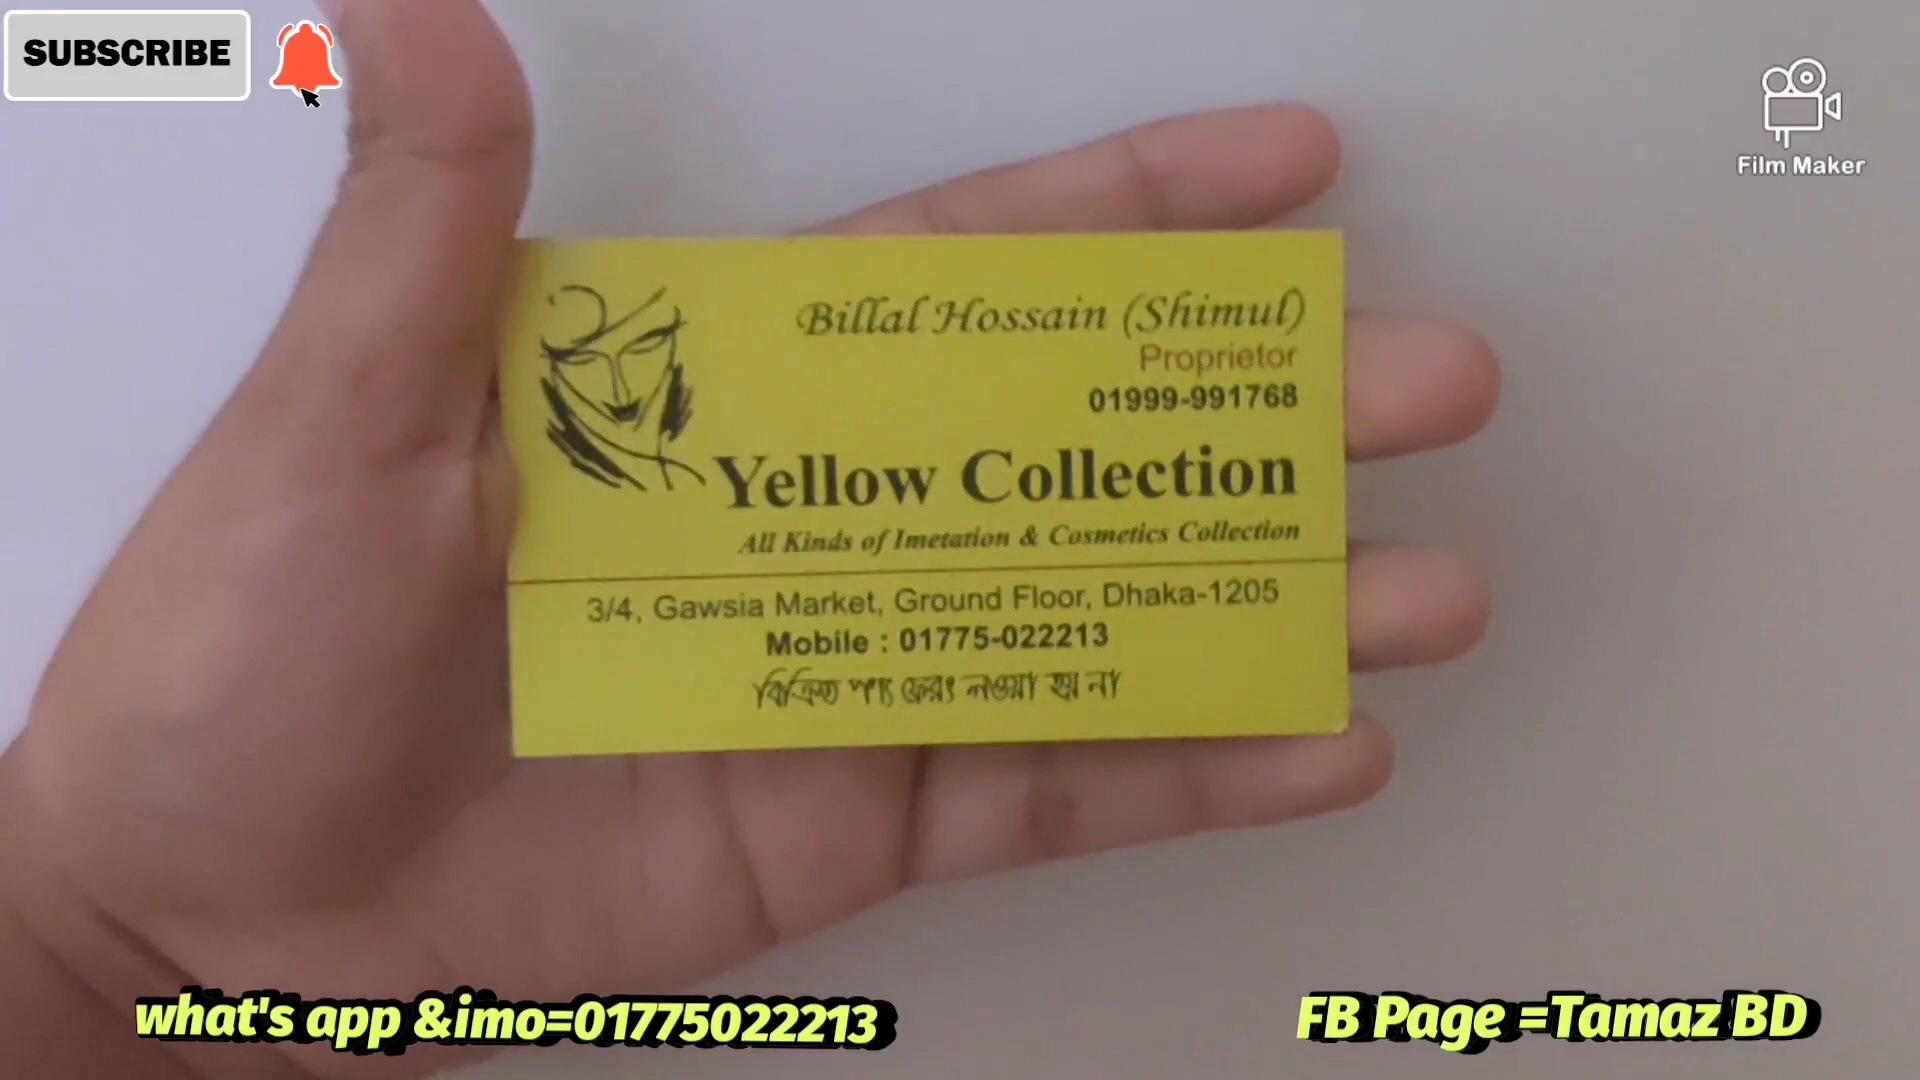 SUBSCRIBE
Film Maker
Billal Hossain (Shimul)
Proprietor
01999-991768
Yellow Collection
All Kinds of Imetation & Cosmetics Collection
3/4, Gawsia Market, Ground Floor, Dhaka-1205
Mobile : 01775-022213
বিক্রিত পণ্য ফেরৎ নেওয়া হয় না
what's app &imo=01775022213
FB Page =Tamaz BD